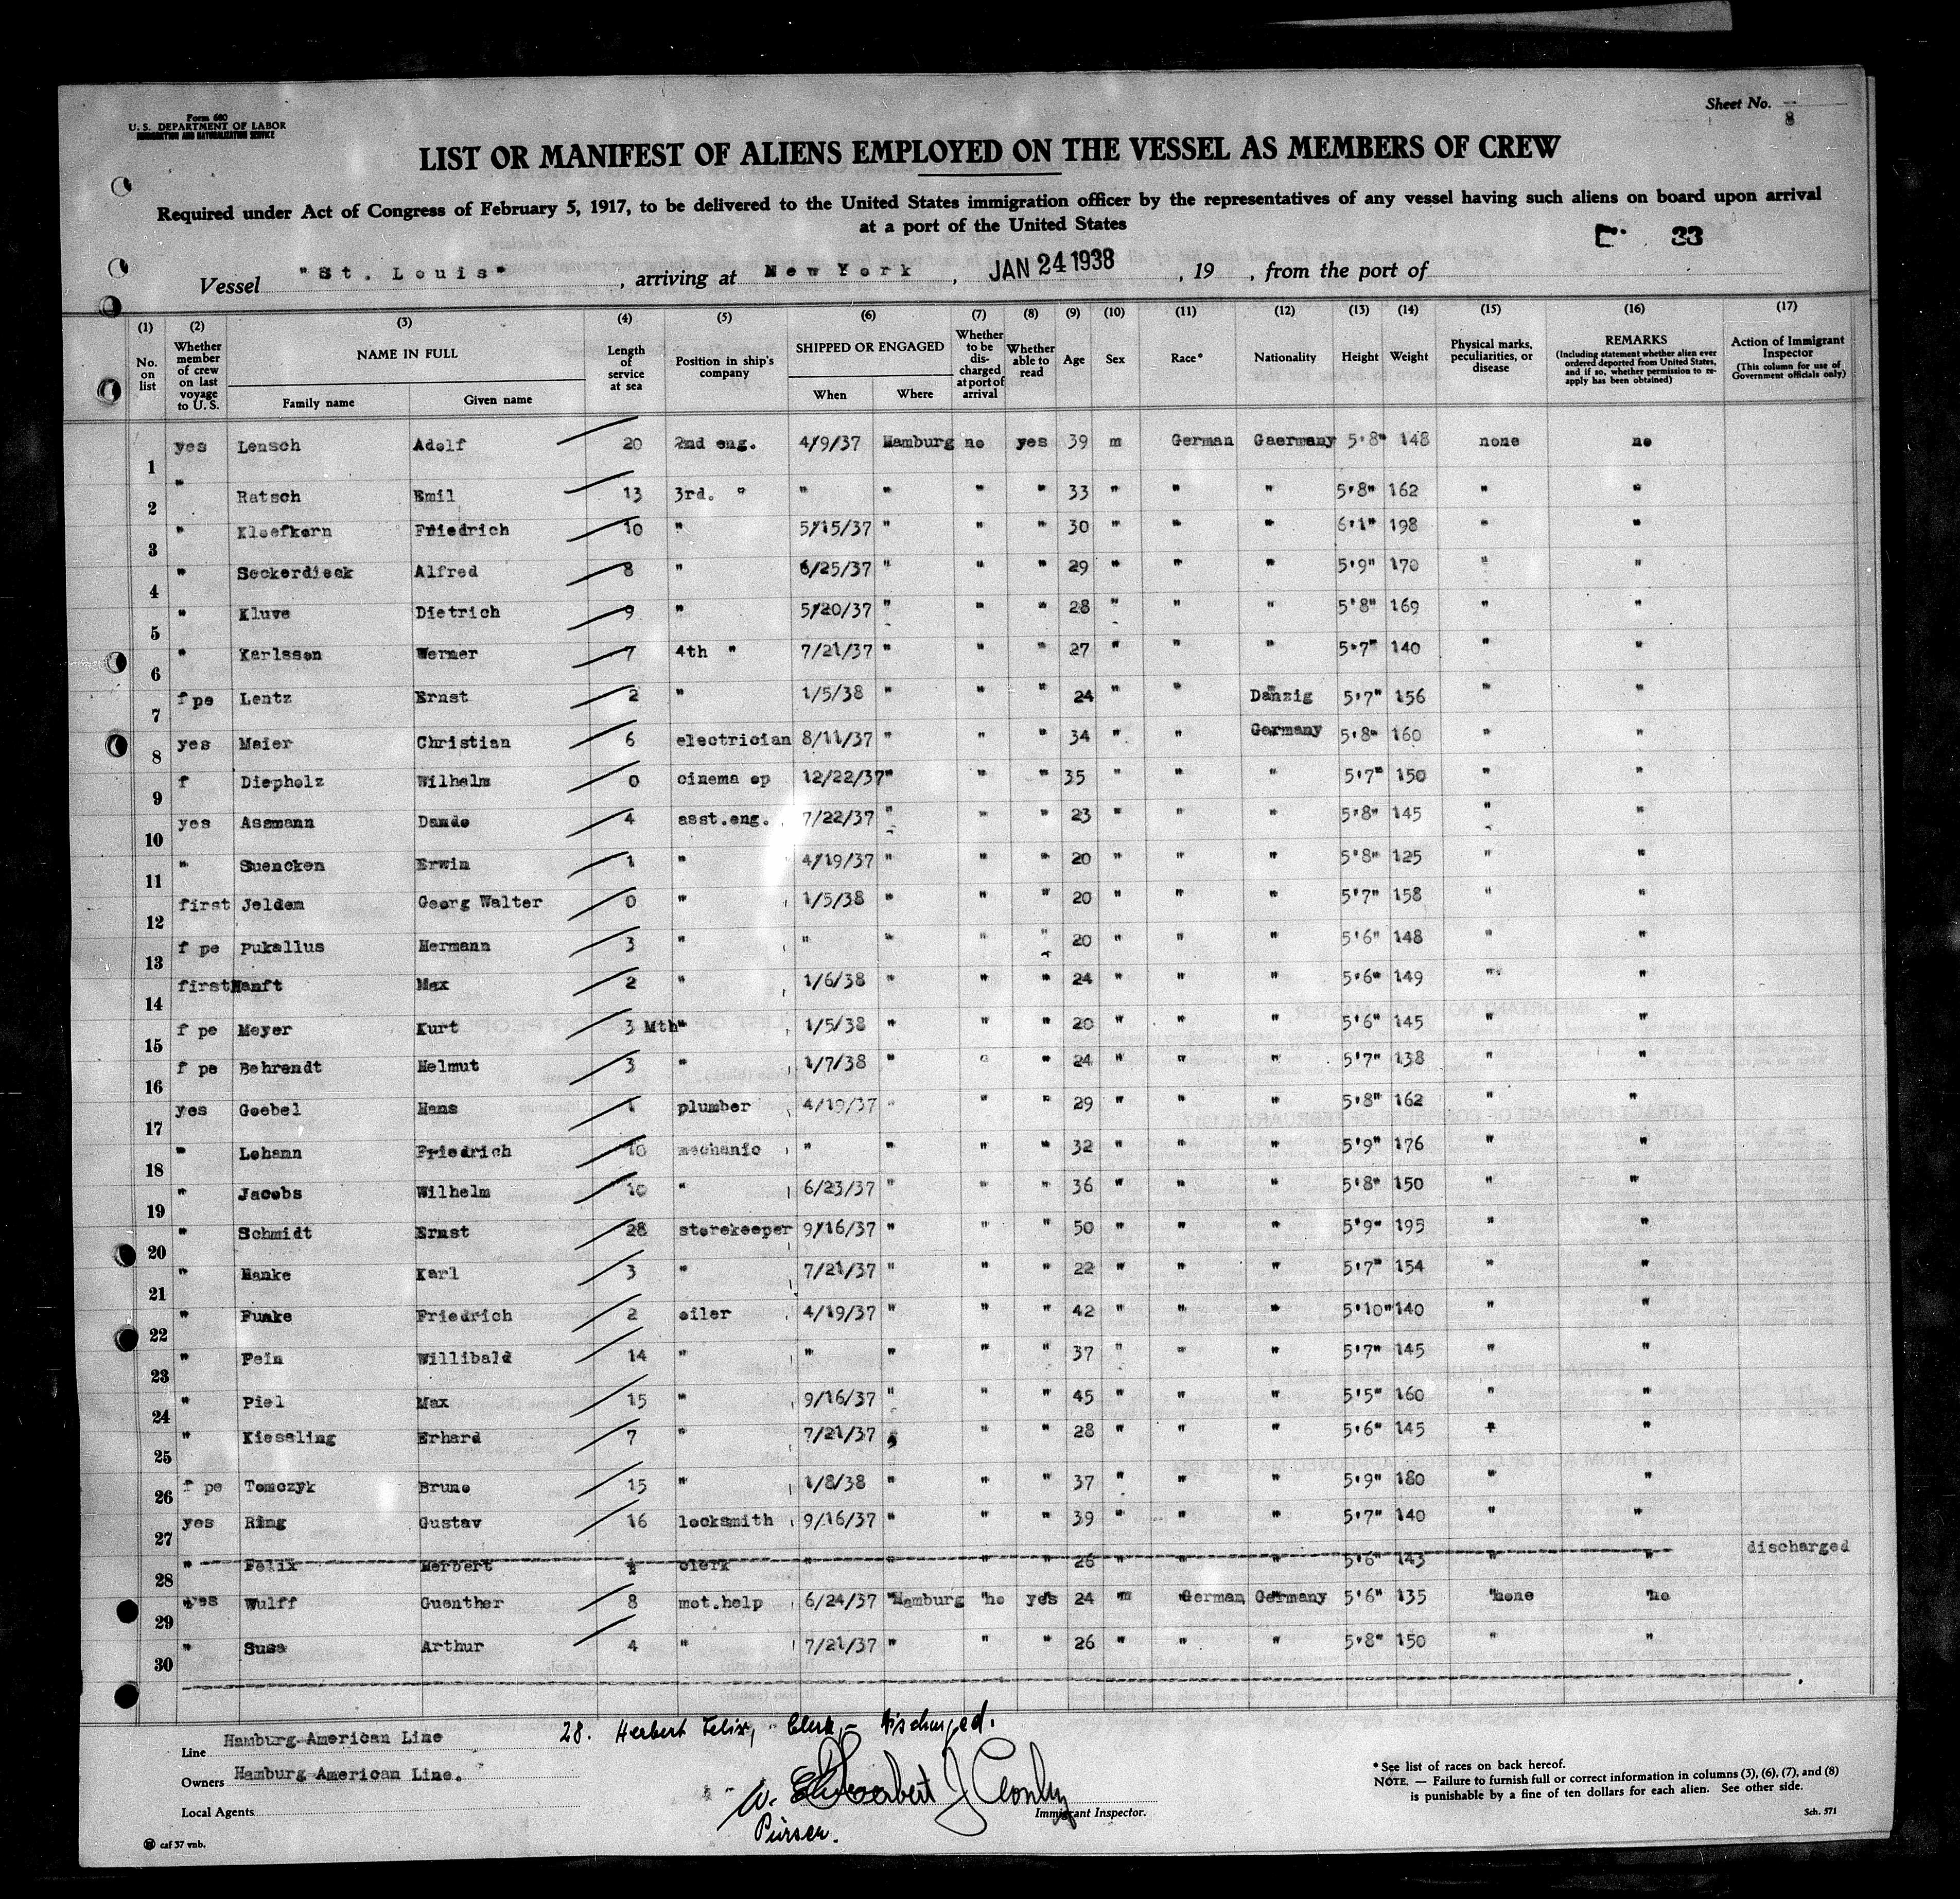 Form 680
U. S. DEPARTMENT OF LABOR
IMMIGRATION AND NATURALIZATION SERVICE
Sheet No. 8
LIST OR MANIFEST OF ALIENS EMPLOYED ON THE VESSEL AS MEMBERS OF CREW
Required under Act of Congress of February 5, 1917, to be delivered to the United States immigration officer by the representatives of any vessel having such aliens on board upon arrival
at a port of the United States
33
Vessel "St. Louis", arriving at New York, JAN 24 1938, 19 , from the port of
(1) (2) (3) (4) (5) (6) (7) (8) (9) (10) (11) (12) (13) (14) (15) (16) (17)
No. on list Whether member of crew on last voyage to U. S. NAME IN FULL Family name Given name Length of service at sea Position in ship's company SHIPPED OR ENGAGED When Where Whether to be discharged at port of arrival Whether able to read Age Sex Race* Nationality Height Weight Physical marks, peculiarities, or disease REMARKS (Including statement whether alien ever ordered deported from United States, and if so, whether permission to reapply has been obtained) Action of Immigrant Inspector (This column for use of Government officials only)
1 yes Lensch Adolf 20 2nd eng. 4/9/37 Hamburg no yes 39 m German Gaermany 5'8" 148 none no
2 " Ratsch Emil 13 3rd. " " " " " 33 " " " 5'8" 162 " "
3 " Kloefkorn Friedrich 10 " 5/15/37 " " " 30 " " " 6'1" 198 " "
4 " Seckerdieck Alfred 8 " 6/25/37 " " " 29 " " " 5'9" 170 " "
5 " Kluve Dietrich 9 " 5/20/37 " " " 28 " " " 5'8" 169 " "
6 " Karlsson Werner 7 4th " 7/21/37 " " " 27 " " " 5'7" 140 " "
7 f pe Lentz Ernst 2 " 1/5/38 " " " 24 " Danzig 5'7" 156 " "
8 yes Maier Christian 6 electrician 8/11/37 " " " 34 " " Germany 5'8" 160 " "
9 f Diepholz Wilhelm 0 cinema op 12/22/37 " " " 35 " " " 5'7" 150 " "
10 yes Assmann Dando 4 asst.eng. 7/22/37 " " " 23 " " " 5'8" 145 " "
11 " Suencken Erwin 1 " 4/19/37 " " " 20 " " " 5'8" 125 " "
12 first Jeldem Georg Walter 0 " 1/5/38 " " " 20 " " " 5'7" 158 " "
13 f pe Pukallus Hermann 3 " " " " " 20 " " " 5'6" 148 " "
14 first Hanft Max 2 " 1/6/38 " " " 24 " " " 5'6" 149 " "
15 f pe Meyer Kurt 3 Mth " 1/5/38 " " " 20 " " " 5'6" 145 " "
16 f pe Behrendt Helmut 3 " 1/7/38 " " " 24 " " " 5'7" 138 " "
17 yes Goebel Hans 1 plumber 4/19/37 " " " 29 " " " 5'8" 162 " "
18 " Lohann Friedrich 10 mechanic " " " " 32 " " " 5'9" 176 " "
19 " Jacobs Wilhelm 10 " 6/23/37 " " " 36 " " " 5'8" 150 " "
20 " Schmidt Ernst 28 storekeeper 9/16/37 " " " 50 " " " 5'9" 195 " "
21 " Hanke Karl 3 " 7/21/37 " " " 22 " " " 5'7" 154 " "
22 " Funke Friedrich 2 oiler 4/19/37 " " " 42 " " " 5'10" 140 " "
23 " Fein Willibald 14 " " " " " 37 " " " 5'7" 145 " "
24 " Piel Max 15 " 9/16/37 " " " 45 " " " 5'5" 160 " "
25 " Kiessling Erhard 7 " 7/21/37 " " 28 " " " 5'6" 145 " "
26 f pe Tomczyk Bruno 15 " 1/8/38 " " " 37 " " " 5'9" 180 " "
27 yes Ring Gustav 16 locksmith 9/16/37 " " " 39 " " " 5'7" 140 " "
28 " Felix Herbert clerk " " " " 26 " " " 5'6" 143 " " discharged
29 yes Wulff Guenther 8 mot.help 6/24/37 "Hamburg "no yes 24 "m German Germany 5'6" 135 "none "no
30 " Susa Arthur 4 " 7/21/37 " " " 26 " " " 5'8" 150 " "
28. Herbert Felix, Clerk, - Discharged.
Line Hamburg-American Line
Owners Hamburg-American Line.
Local Agents
Purser.
Immigrant Inspector.
*See list of races on back hereof.
NOTE. — Failure to furnish full or correct information in columns (3), (6), (7), and (8)
is punishable by a fine of ten dollars for each alien. See other side.
Sch. 571
caf 37 vnb.